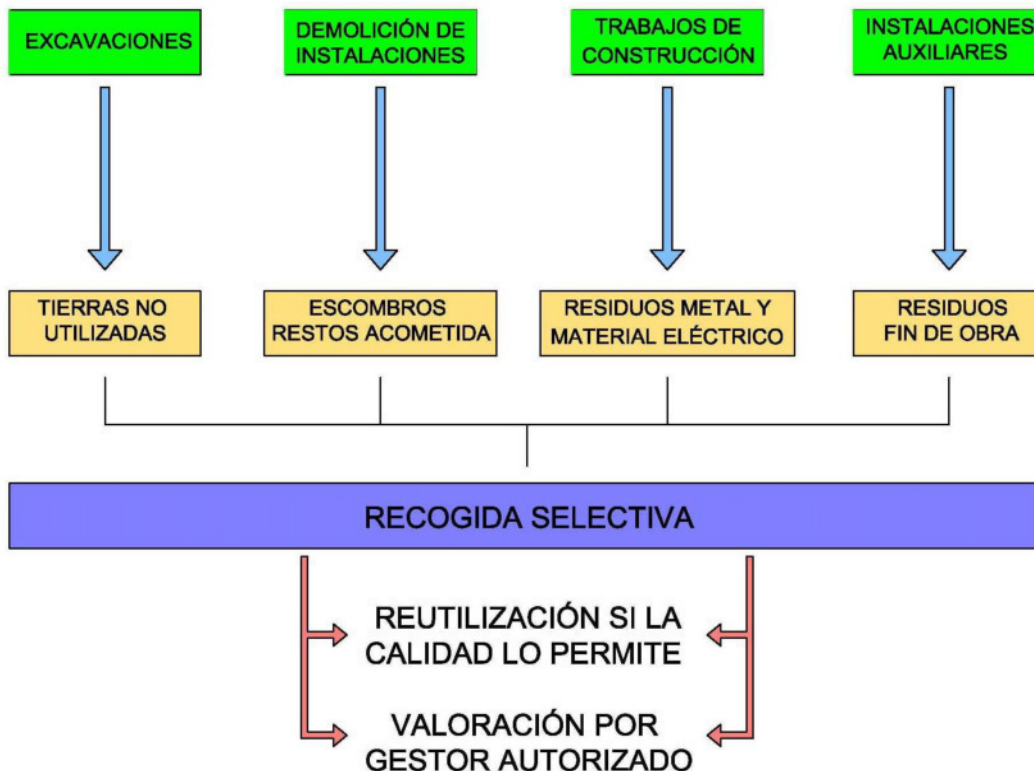 EXCAVACIONES
DEMOLICIÓN DE
INSTALACIONES
TRABAJOS DE
CONSTRUCCIÓN
INSTALACIONES
AUXILIARES
TIERRAS NO
UTILIZADAS
ESCOMBROS
RESTOS ACOMETIDA
RESIDUOS METAL Y
MATERIAL ELÉCTRICO
RESIDUOS
FIN DE OBRA
RECOGIDA SELECTIVA
REUTILIZACIÓN SI LA
CALIDAD LO PERMITE
VALORACIÓN POR
GESTOR AUTORIZADO